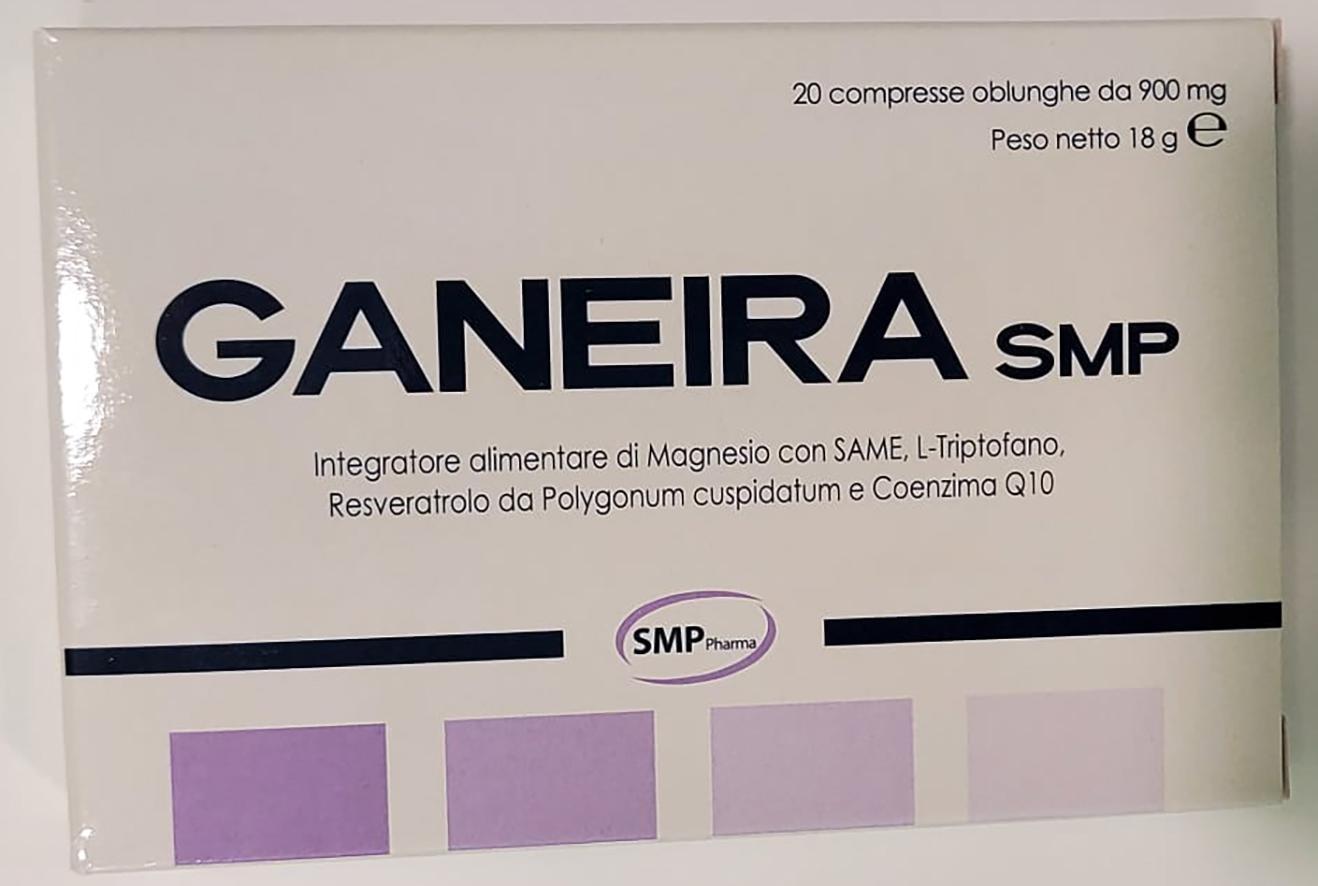 20 compresse oblunghe da 900 mg
Peso netto 18 g ℮
GANEIRA SMP
Integratore alimentare di Magnesio con SAME, L-Triptofano,
Resveratrolo da Polygonum cuspidatum e Coenzima Q10
SMP Pharma